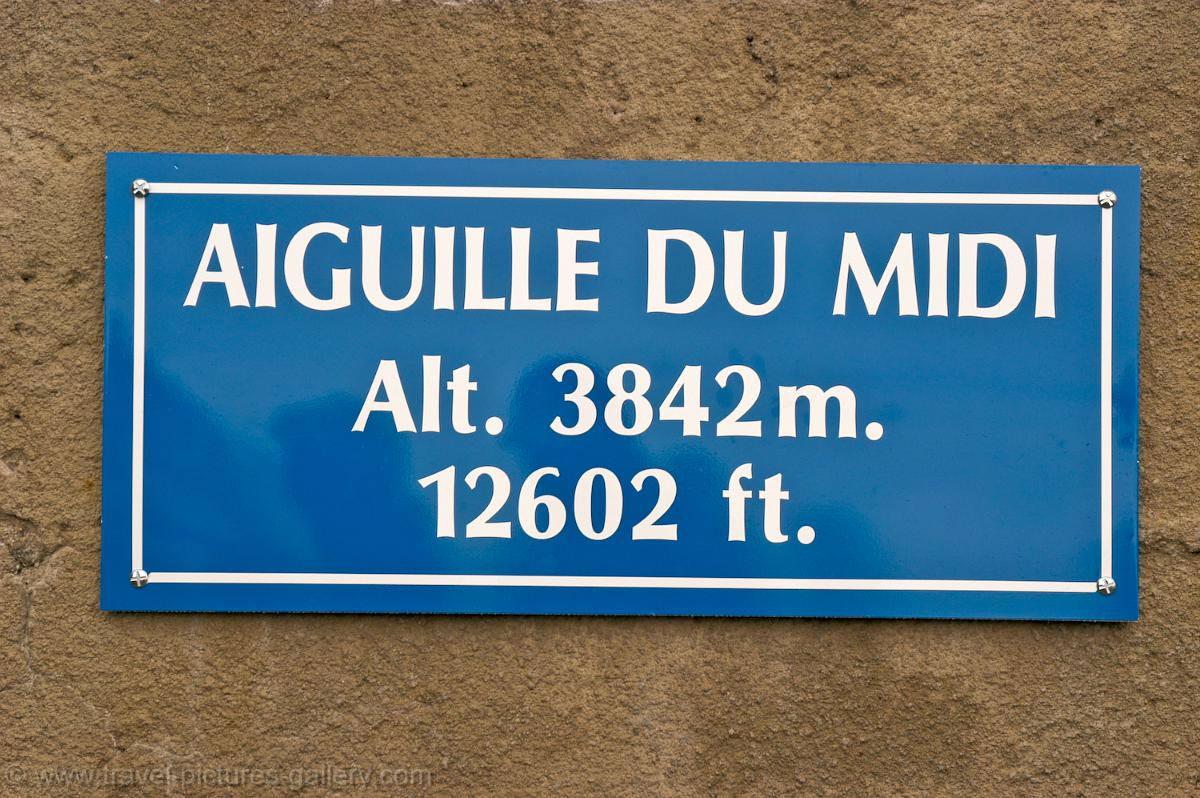 AIGUILLE DU MIDI
Alt. 3842m.
12602 ft.
© www.travel-pictures-gallery.com